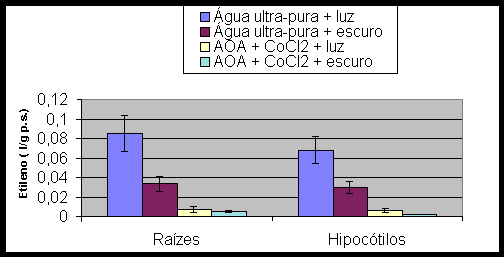 Água ultra-pura + luz
Água ultra-pura + escuro
AOA + CoCl2 + luz
AOA + CoCl2 + escuro
Etileno ( l/g p.s.)
0,12
0,1
0,08
0,06
0,04
0,02
0
Raízes
Hipocótilos